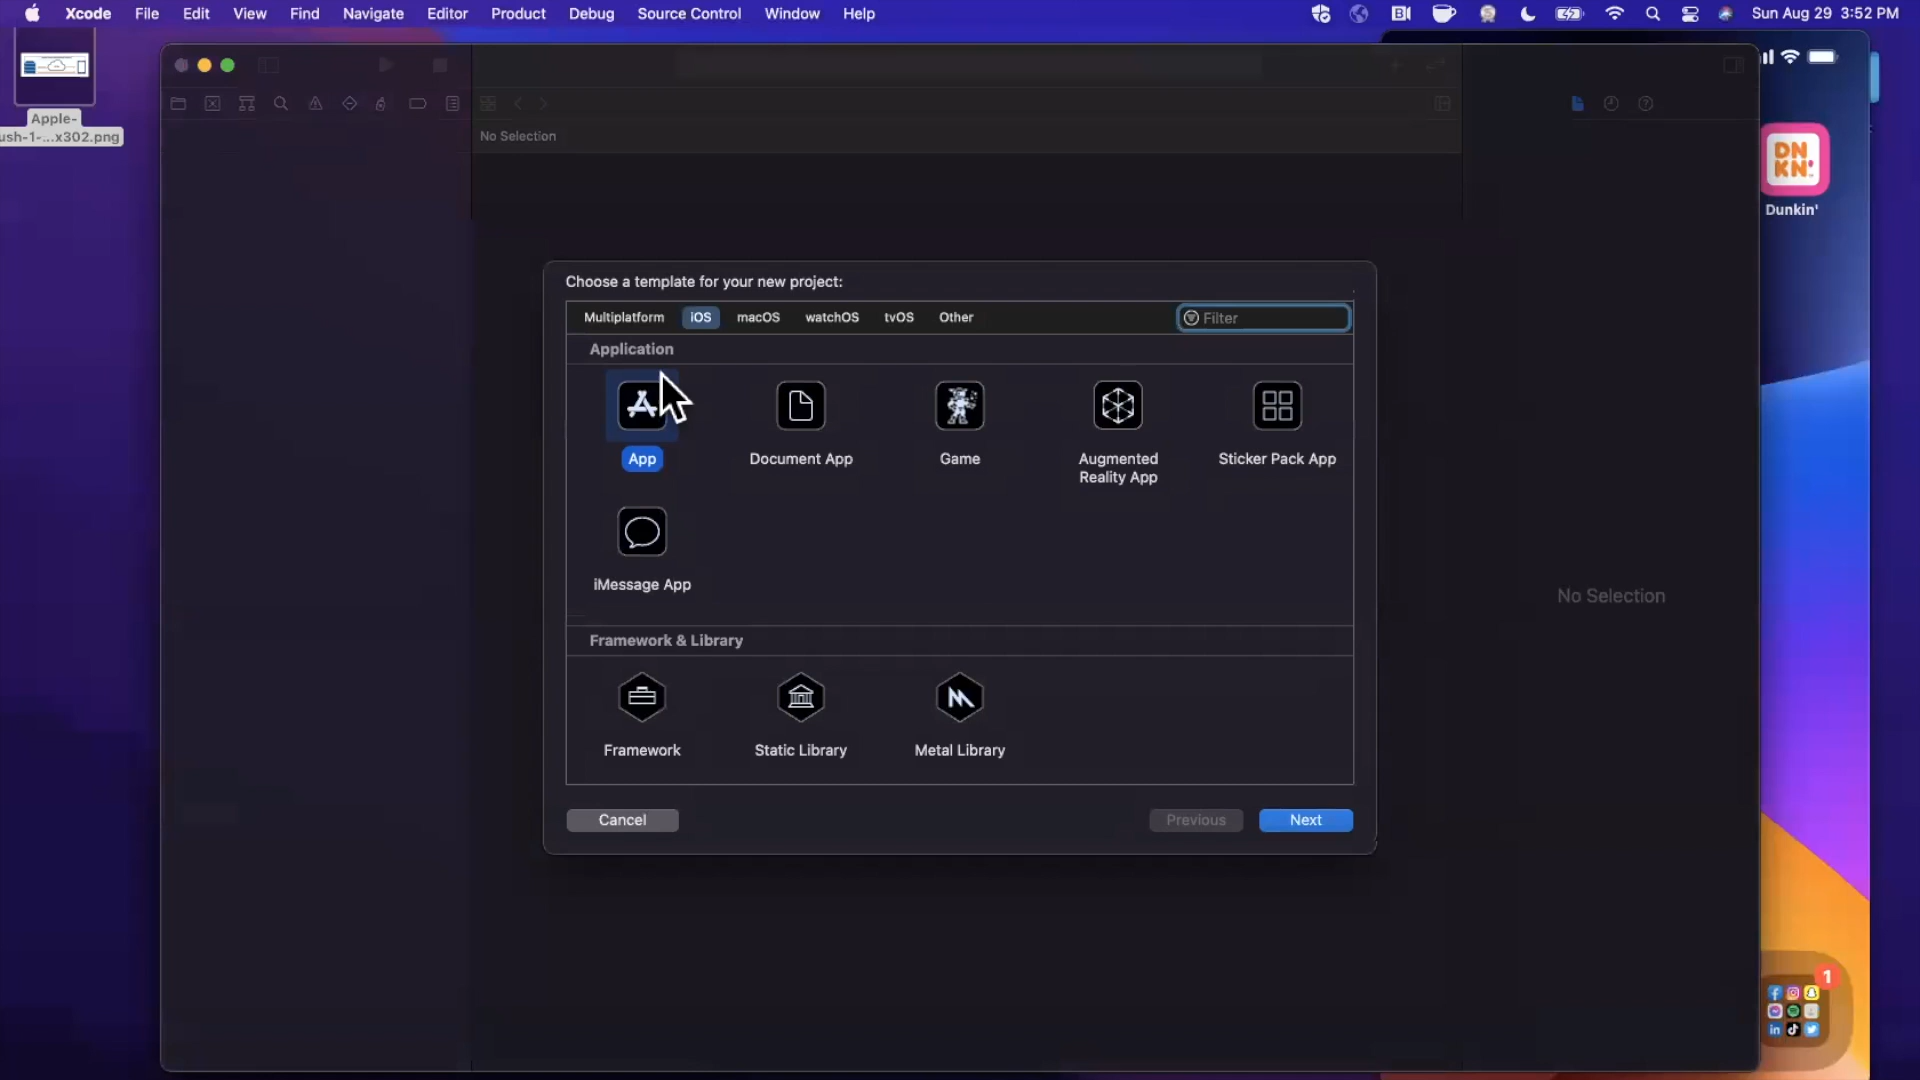 Xcode File Edit View Find Navigate Editor Product Debug Source Control Window Help Sun Aug 29 3:52 PM
Apple-
ush-1-...x302.png
No Selection
DN
KN'
Dunkin'
Choose a template for your new project:
Multiplatform iOS macOS watchOS tvOS Other Filter
Application
App Document App Game Augmented Reality App Sticker Pack App
iMessage App
No Selection
Framework & Library
Framework Static Library Metal Library
Cancel Previous Next
1